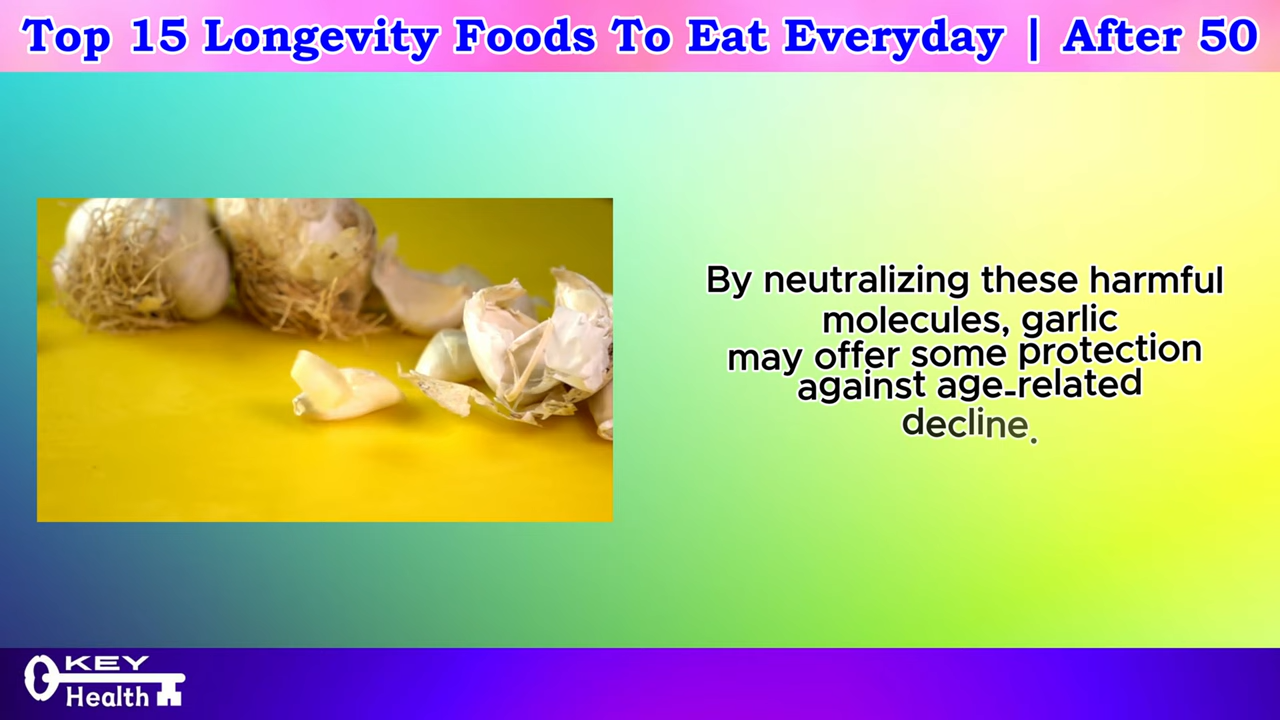 Top 15 Longevity Foods To Eat Everyday | After 50
By neutralizing these harmful
molecules, garlic
may offer some protection
against age-related
decline.
KEY
Health